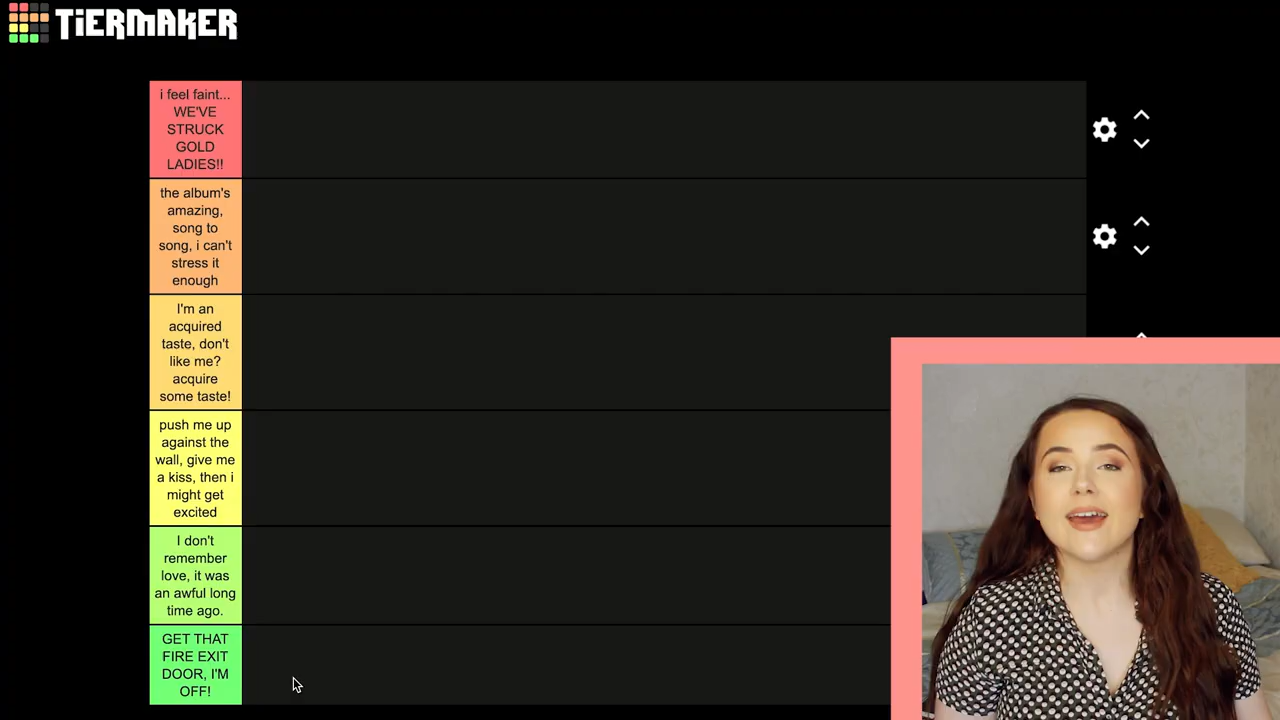 TiERMAKER
i feel faint...
WE'VE
STRUCK
GOLD
LADIES!!
the album's
amazing,
song to
song, i can't
stress it
enough
I'm an
acquired
taste, don't
like me?
acquire
some taste!
push me up
against the
wall, give me
a kiss, then i
might get
excited
I don't
remember
love, it was
an awful long
time ago.
GET THAT
FIRE EXIT
DOOR, I'M
OFF!